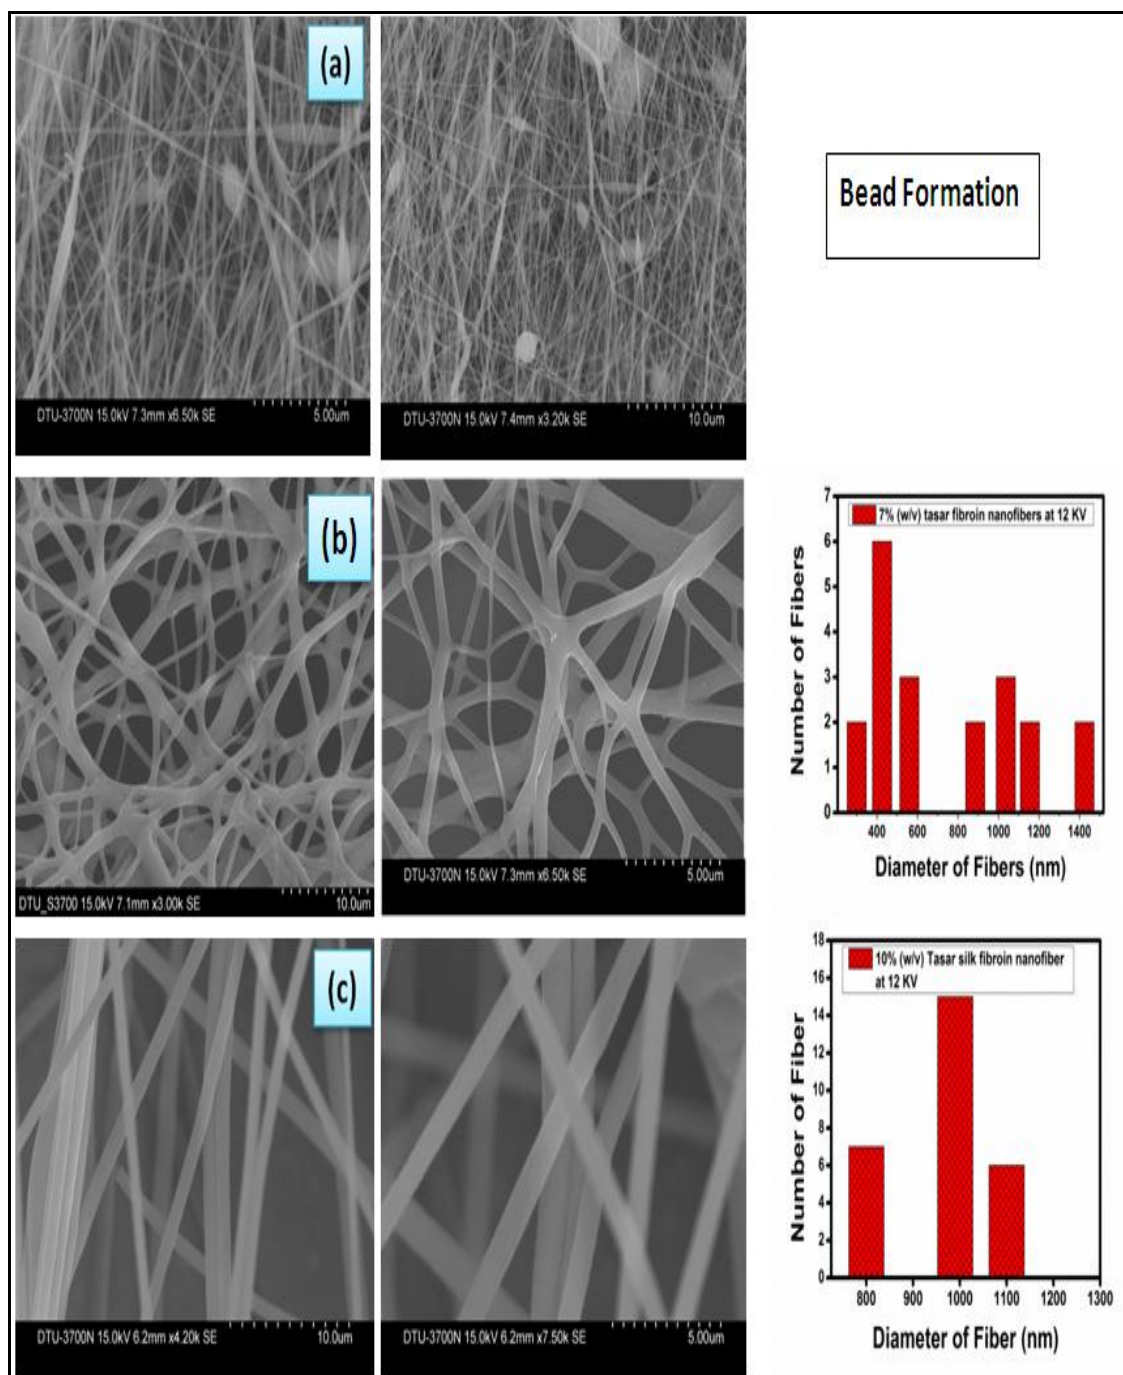 (a)
DTU-3700N 15.0kV 7.3mm x6.50k SE
5.00um
DTU-3700N 15.0kV 7.4mm x3.20k SE
10.0um
Bead Formation
(b)
DTU_S3700 15.0kV 7.1mm x3.00k SE
10.0um
DTU-3700N 15.0kV 7.3mm x6.50k SE
5.00um
7
6
5
4
3
2
1
0
Number of Fibers
7% (w/v) tasar fibroin nanofibers at 12 KV
400 600 800 1000 1200 1400
Diameter of Fibers (nm)
(c)
DTU-3700N 15.0kV 6.2mm x4.20k SE
10.0um
DTU-3700N 15.0kV 6.2mm x7.50k SE
5.00um
18
16
14
12
10
8
6
4
2
0
Number of Fiber
10% (w/v) Tasar silk fibroin nanofiber
at 12 KV
800 900 1000 1100 1200 1300
Diameter of Fiber (nm)